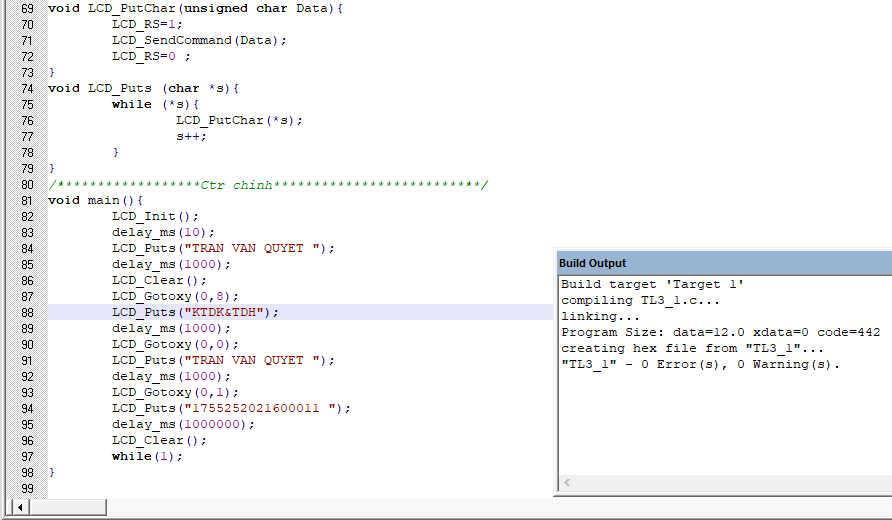 69 void LCD_PutChar(unsigned char Data){
70 LCD_RS=1;
71 LCD_SendCommand(Data);
72 LCD_RS=0 ;
73 }
74 void LCD_Puts (char *s){
75 while (*s){
76 LCD_PutChar(*s);
77 s++;
78 }
79 }
80 /******************Ctr chinh**************************/
81 void main(){
82 LCD_Init();
83 delay_ms(10);
84 LCD_Puts("TRAN VAN QUYET ");
85 delay_ms(1000);
86 LCD_Clear();
87 LCD_Gotoxy(0,8);
88 LCD_Puts("KTDK&TDH");
89 delay_ms(1000);
90 LCD_Gotoxy(0,0);
91 LCD_Puts("TRAN VAN QUYET ");
92 delay_ms(1000);
93 LCD_Gotoxy(0,1);
94 LCD_Puts("1755252021600011 ");
95 delay_ms(1000000);
96 LCD_Clear();
97 while(1);
98 }
99
Build Output
Build target 'Target 1'
compiling TL3_1.c...
linking...
Program Size: data=12.0 xdata=0 code=442
creating hex file from "TL3_1"...
"TL3_1" - 0 Error(s), 0 Warning(s).